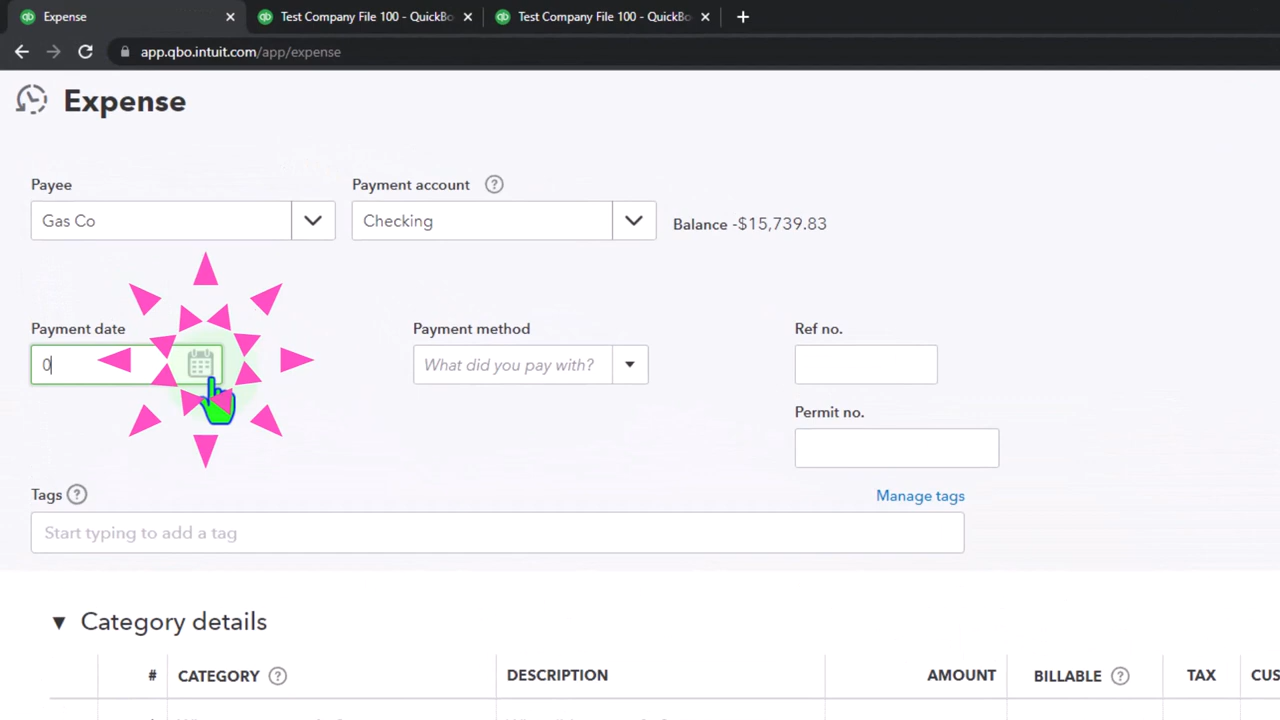 Expense
Test Company File 100 - QuickBo
Test Company File 100 - QuickBo
app.qbo.intuit.com/app/expense
Expense
Payee
Payment account ?
Gas Co
Checking
Balance -$15,739.83
Payment date
Payment method
Ref no.
0
What did you pay with?
Permit no.
Tags ?
Manage tags
Start typing to add a tag
Category details
# CATEGORY ? DESCRIPTION AMOUNT BILLABLE ? TAX CUS